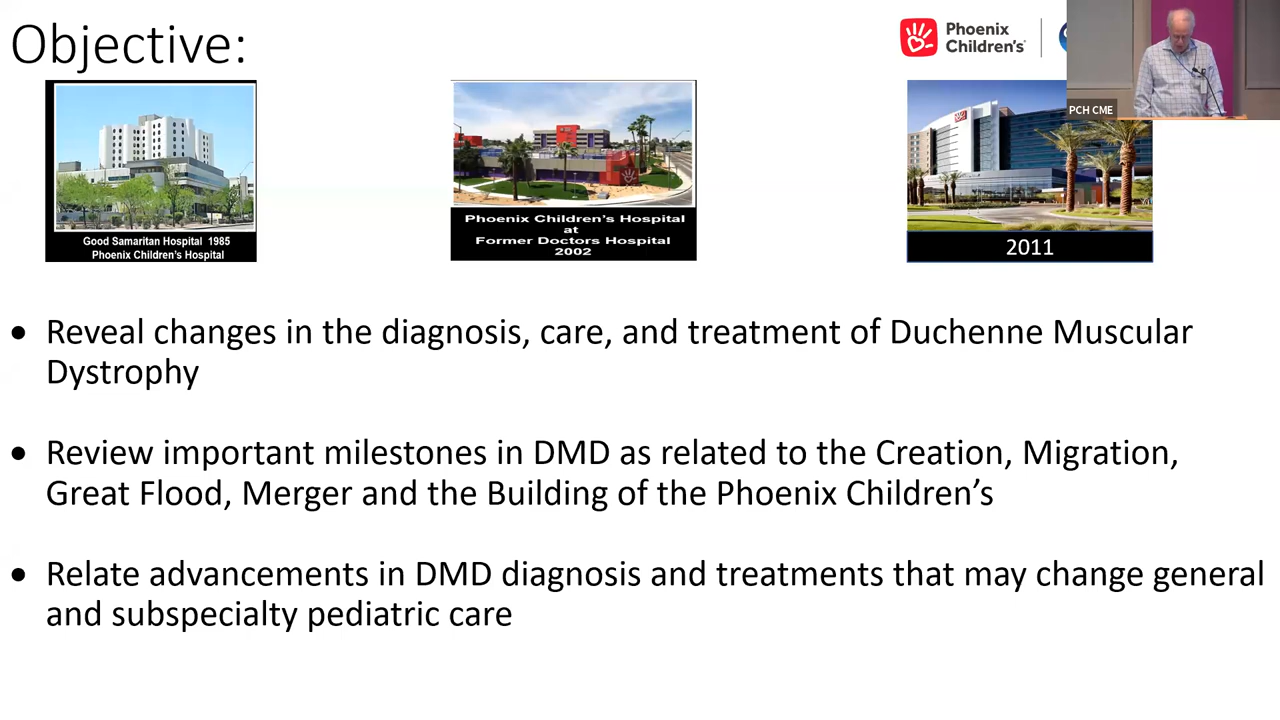 Objective:
Phoenix
Children's
PCH CME
Good Samaritan Hospital 1985
Phoenix Children's Hospital
Phoenix Children's Hospital
at
Former Doctors Hospital
2002
2011
• Reveal changes in the diagnosis, care, and treatment of Duchenne Muscular
Dystrophy
• Review important milestones in DMD as related to the Creation, Migration,
Great Flood, Merger and the Building of the Phoenix Children’s
• Relate advancements in DMD diagnosis and treatments that may change general
and subspecialty pediatric care